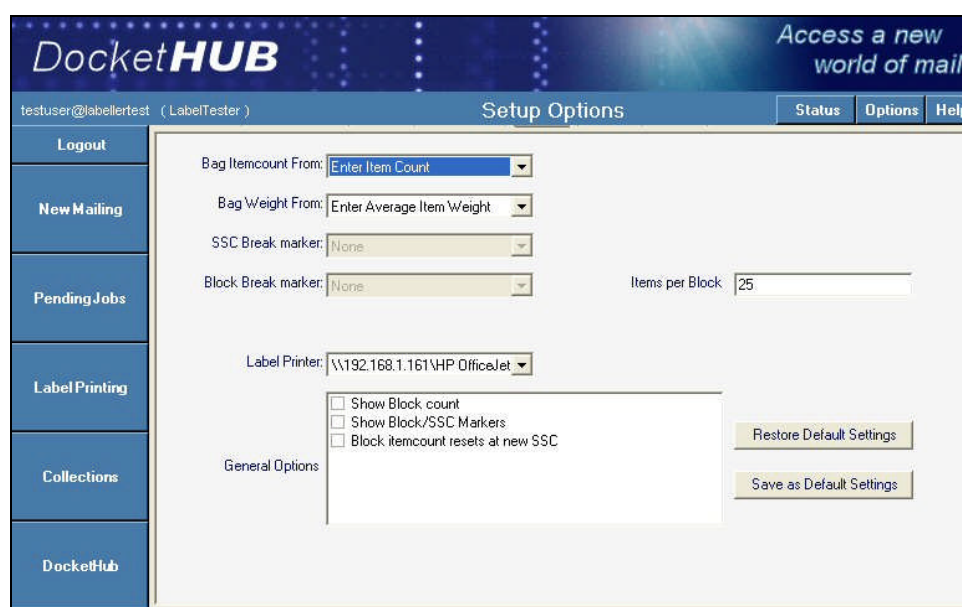 DocketHUB
Access a new
world of mail
testuser@labellertest ( LabelTester )
Setup Options
Status
Options
Help
Logout
New Mailing
Pending Jobs
Label Printing
Collections
DocketHub
Bag Itemcount From: Enter Item Count
Bag Weight From: Enter Average Item Weight
SSC Break marker: None
Block Break marker: None
Items per Block 25
Label Printer: \\192.168.1.161\HP OfficeJet
General Options
Show Block count
Show Block/SSC Markers
Block itemcount resets at new SSC
Restore Default Settings
Save as Default Settings